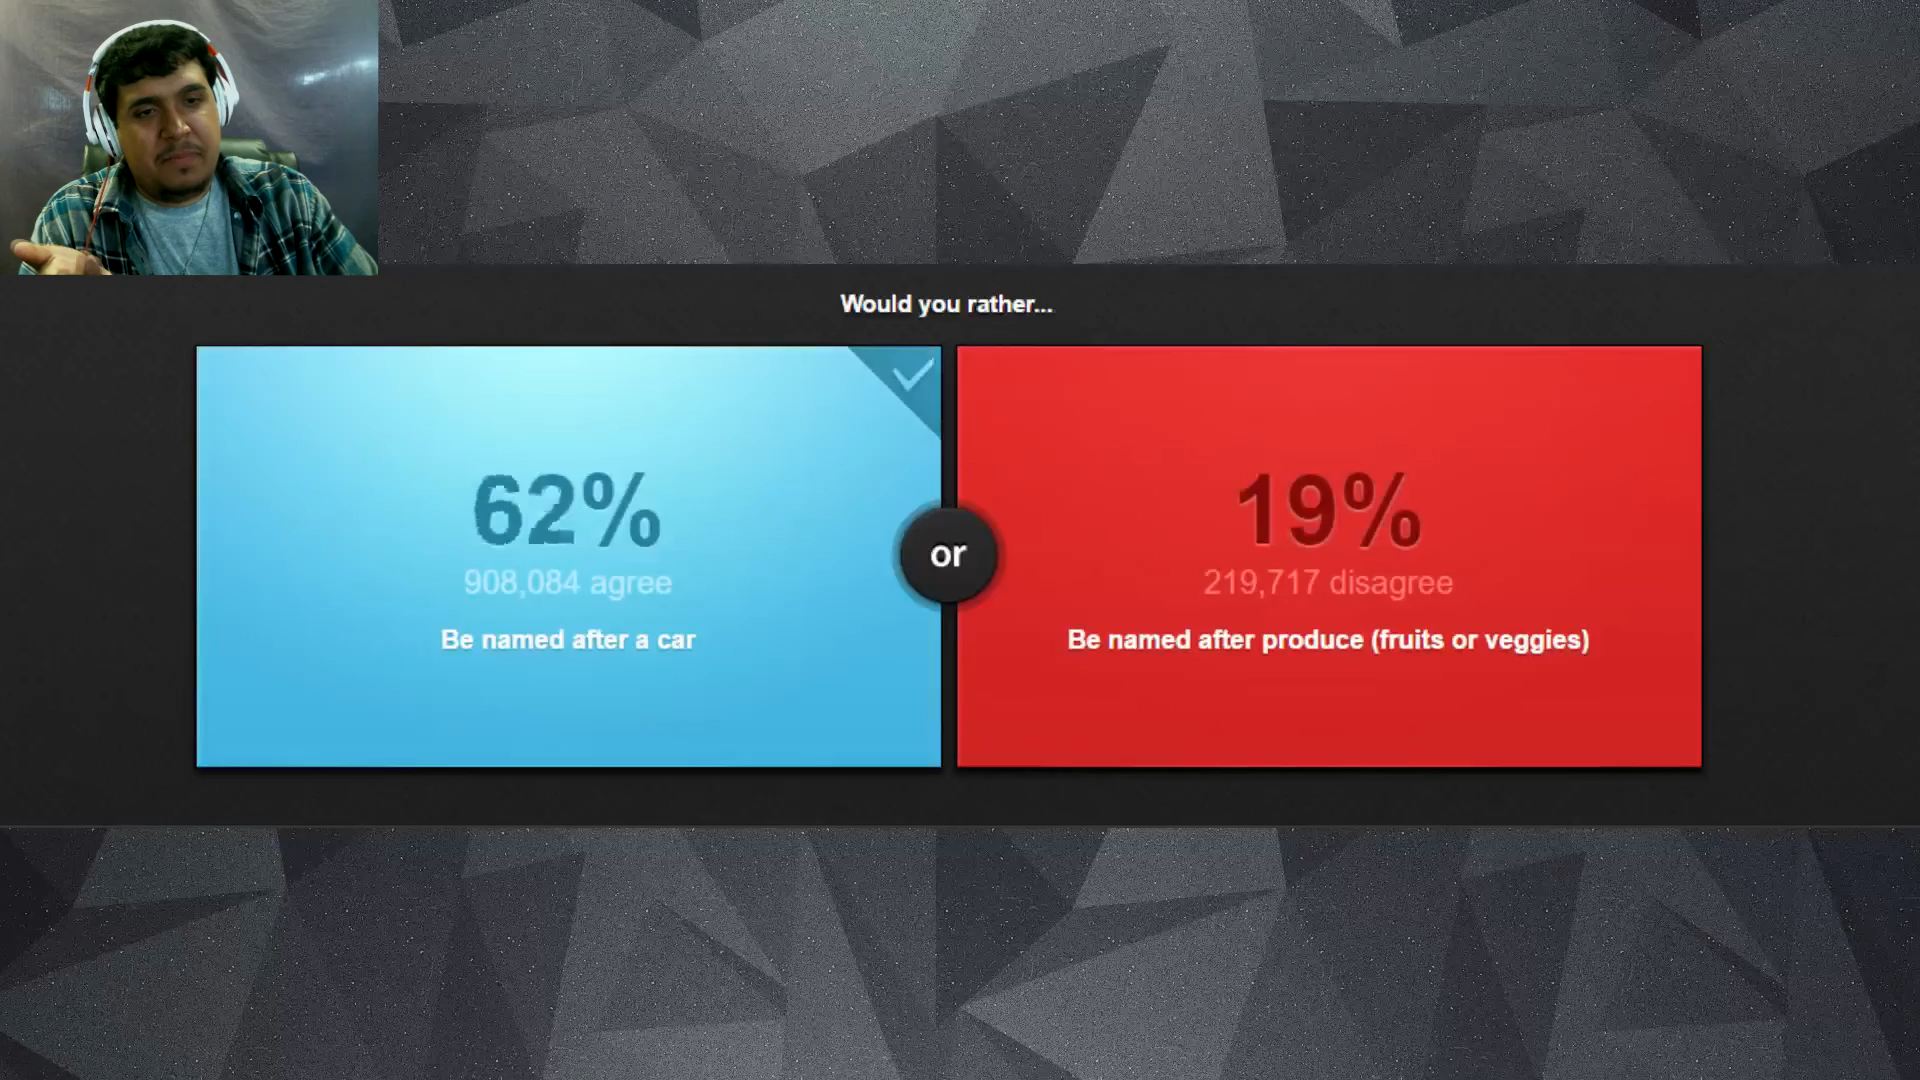 Would you rather...
62%
908,084 agree
Be named after a car
or
19%
219,717 disagree
Be named after produce (fruits or veggies)